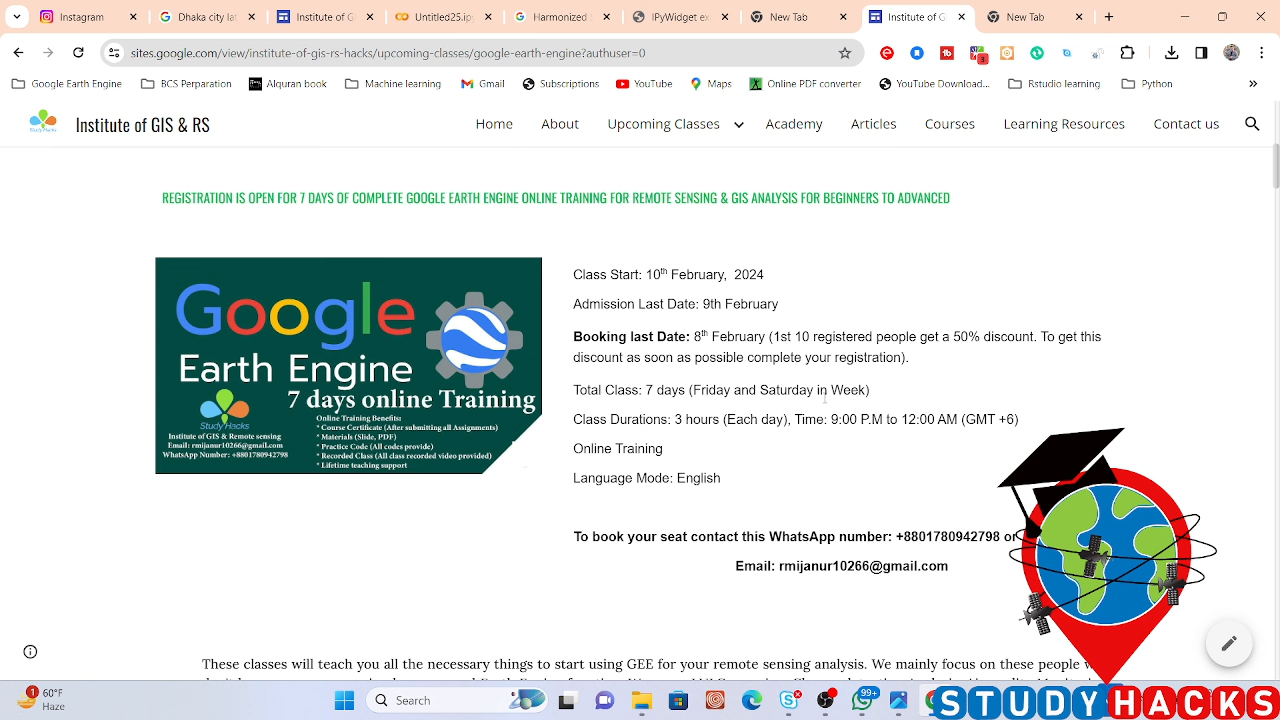 Instagram
Dhaka city lat
Institute of GI
Untitled25.ips
Harmonized
IPyWidget ex
New Tab
Institute of G
New Tab
sites.google.com/view/institute-of-gis-rs-hacks/upcoming-classes/google-earth-engine?authuser=0
3
Google Earth Engine
BCS Preparation
Alquran book
Machine learning
Gmail
Subscriptions
YouTube
Maps
Online PDF converter
YouTube Download...
Rstudio learning
Python
Study Hacks
Institute of GIS & RS
Home
About
Upcoming Classes
Academy
Articles
Courses
Learning Resources
Contact us
REGISTRATION IS OPEN FOR 7 DAYS OF COMPLETE GOOGLE EARTH ENGINE ONLINE TRAINING FOR REMOTE SENSING & GIS ANALYSIS FOR BEGINNERS TO ADVANCED
Google
Earth Engine
7 days online Training
Study Hacks
Institute of GIS & Remote sensing
Email: rmijanur10266@gmail.com
WhatsApp Number: +8801780942798
Online Training Benefits:
* Course Certificate (After submitting all Assignments)
* Materials (Slide, PDF)
* Practice Code (All codes provide)
* Recorded Class (All class recorded video provided)
* Lifetime teaching support
Class Start: 10th February, 2024
Admission Last Date: 9th February
Booking last Date: 8th February (1st 10 registered people get a 50% discount. To get this
discount as soon as possible complete your registration).
Total Class: 7 days (Friday and Saturday in Week)
Class Duration: 3 hours (Each day), Time: 9:00 P.M to 12:00 AM (GMT +6)
Online Training
Language Mode: English
To book your seat contact this WhatsApp number: +8801780942798 or
Email: rmijanur10266@gmail.com
These classes will teach you all the necessary things to start using GEE for your remote sensing analysis. We mainly focus on these people
1
60°F
Haze
Search
99+
STUDYHACKS